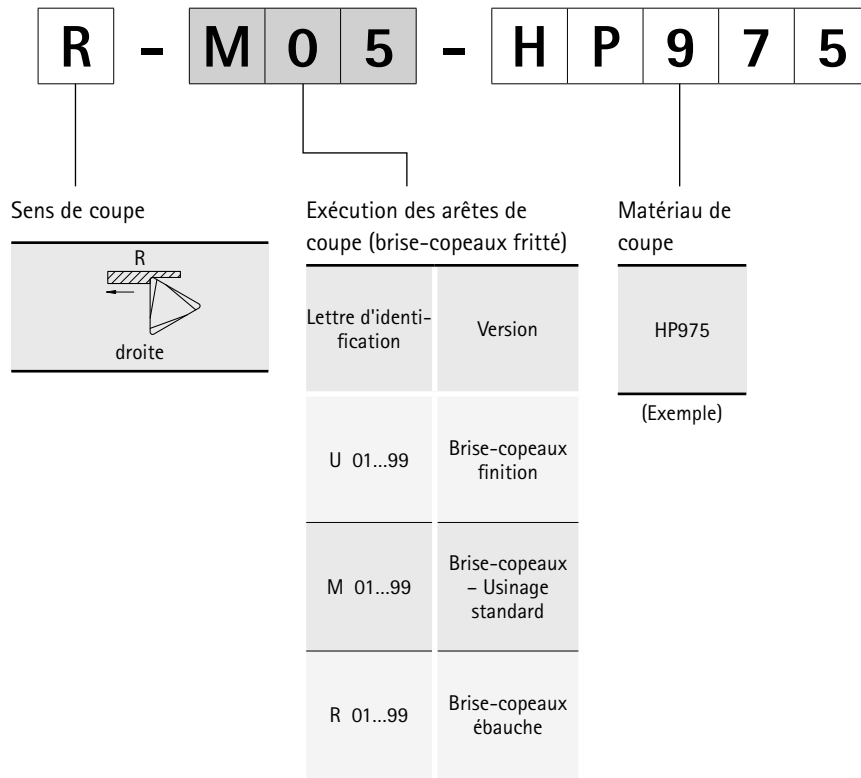 R - M 0 5 - H P 9 7 5
Sens de coupe
R
droite
Exécution des arêtes de
coupe (brise-copeaux fritté)
Lettre d'identi-
fication
Version
U 01...99
Brise-copeaux
finition
M 01...99
Brise-copeaux
– Usinage
standard
R 01...99
Brise-copeaux
ébauche
Matériau de
coupe
HP975
(Exemple)